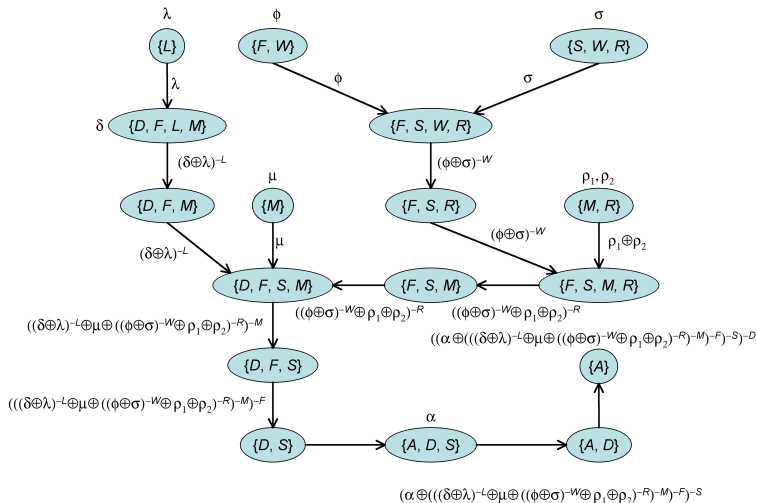 λ ϕ σ
{L} {F, W} {S, W, R}
λ ϕ σ
δ {D, F, L, M} {F, S, W, R}
(δ⊕λ)⁻ᴸ (ϕ⊕σ)⁻ᵂ
μ ρ₁, ρ₂
{D, F, M} {M} {F, S, R} {M, R}
(δ⊕λ)⁻ᴸ μ (ϕ⊕σ)⁻ᵂ ρ₁⊕ρ₂
{D, F, S, M} {F, S, M} {F, S, M, R}
((ϕ⊕σ)⁻ᵂ⊕ρ₁⊕ρ₂)⁻ᴿ ((ϕ⊕σ)⁻ᵂ⊕ρ₁⊕ρ₂)⁻ᴿ
((δ⊕λ)⁻ᴸ⊕μ⊕((ϕ⊕σ)⁻ᵂ⊕ρ₁⊕ρ₂)⁻ᴿ)⁻ᴹ ((α⊕(((δ⊕λ)⁻ᴸ⊕μ⊕((ϕ⊕σ)⁻ᵂ⊕ρ₁⊕ρ₂)⁻ᴿ)⁻ᴹ)⁻ꟳ)⁻ˢ)⁻ᴰ
{D, F, S} {A}
(((δ⊕λ)⁻ᴸ⊕μ⊕((ϕ⊕σ)⁻ᵂ⊕ρ₁⊕ρ₂)⁻ᴿ)⁻ᴹ)⁻ꟳ
α
{D, S} {A, D, S} {A, D}
(α⊕(((δ⊕λ)⁻ᴸ⊕μ⊕((ϕ⊕σ)⁻ᵂ⊕ρ₁⊕ρ₂)⁻ᴿ)⁻ᴹ)⁻ꟳ)⁻ˢ